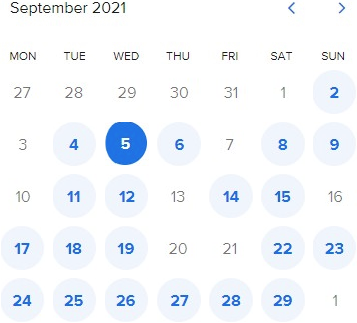 September 2021 < >
MON TUE WED THU FRI SAT SUN
27 28 29 30 31 1 2
3 4 5 6 7 8 9
10 11 12 13 14 15 16
17 18 19 20 21 22 23
24 25 26 27 28 29 1